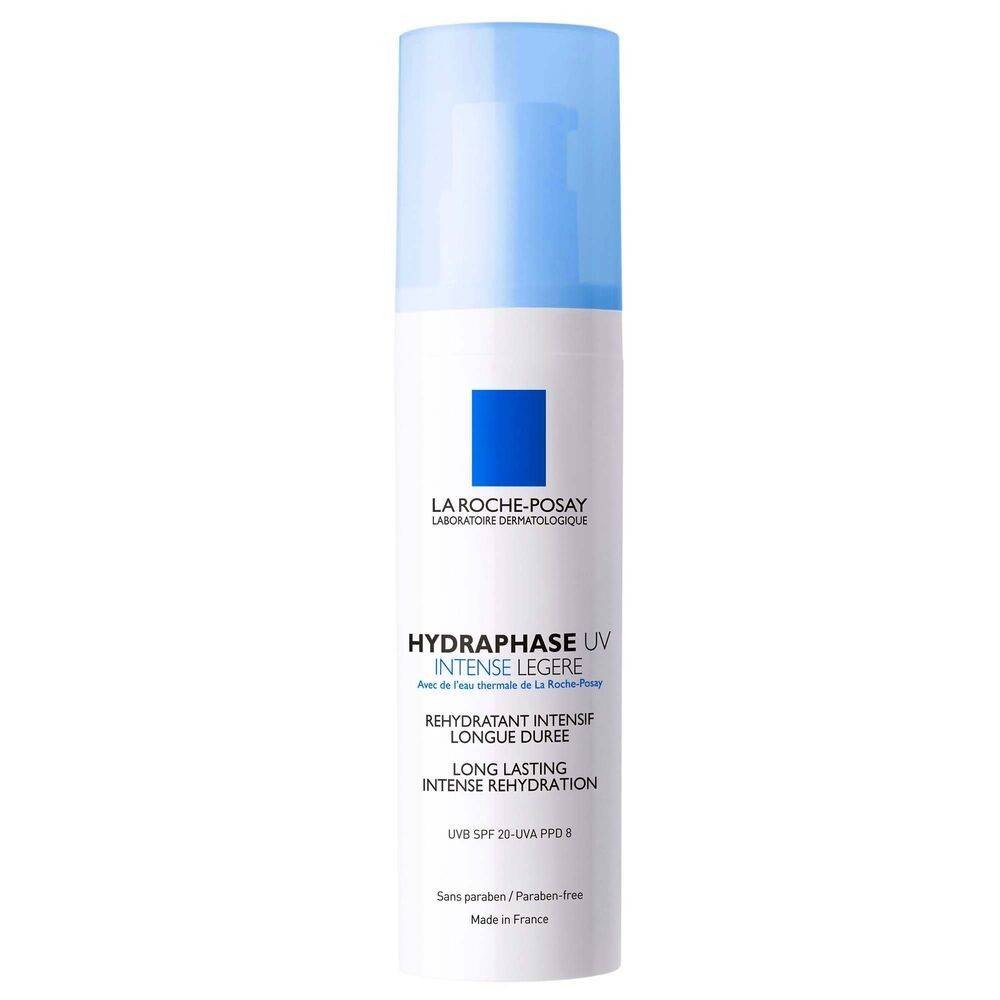 LA ROCHE-POSAY
LABORATOIRE DERMATOLOGIQUE
HYDRAPHASE UV
INTENSE LEGERE
Avec de l'eau thermale de La Roche-Posay
REHYDRATANT INTENSIF
LONGUE DUREE
LONG LASTING
INTENSE REHYDRATION
UVB SPF 20-UVA PPD 8
Sans paraben / Paraben-free
Made in France